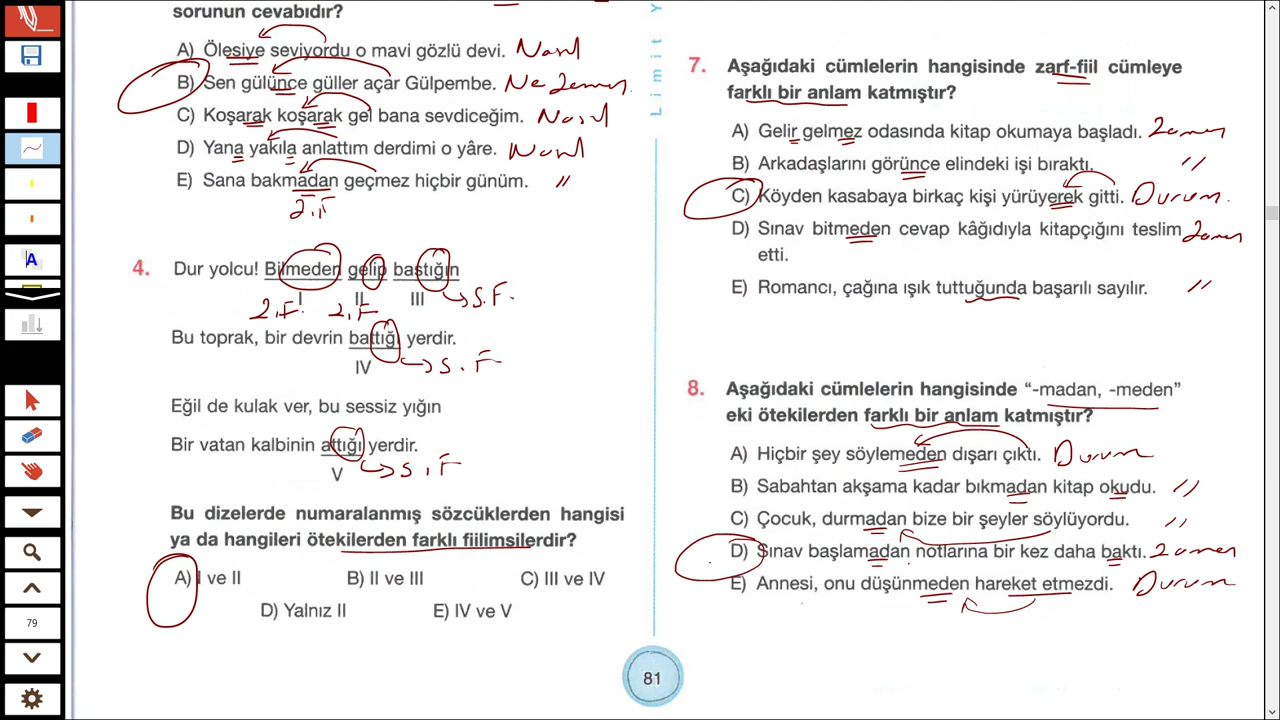 sorunun cevabıdır?
A) Ölesiye seviyordu o mavi gözlü devi. Nasıl
B) Sen gülünce güller açar Gülpembe. Ne zaman
C) Koşarak koşarak gel bana sevdiceğim. Nasıl
D) Yana yakıla anlattım derdimi o yâre. Nasıl
E) Sana bakmadan geçmez hiçbir günüm. "
Z.F
4. Dur yolcu! Bilmeden gelip bastığın
I II III S.F.
Z.F. Z.F
Bu toprak, bir devrin battığı yerdir.
IV S.F
Eğil de kulak ver, bu sessiz yığın
Bir vatan kalbinin attığı yerdir.
V S.F
Bu dizelerde numaralanmış sözcüklerden hangisi
ya da hangileri ötekilerden farklı fiilimsilerdir?
A) I ve II B) II ve III C) III ve IV
D) Yalnız II E) IV ve V
Limit Y
81
7. Aşağıdaki cümlelerin hangisinde zarf-fiil cümleye
farklı bir anlam katmıştır?
A) Gelir gelmez odasında kitap okumaya başladı. Zaman
B) Arkadaşlarını görünce elindeki işi bıraktı. "
C) Köyden kasabaya birkaç kişi yürüyerek gitti. Durum.
D) Sınav bitmeden cevap kâğıdıyla kitapçığını teslim Zaman
etti.
E) Romancı, çağına ışık tuttuğunda başarılı sayılır. "
8. Aşağıdaki cümlelerin hangisinde “-madan, -meden”
eki ötekilerden farklı bir anlam katmıştır?
A) Hiçbir şey söylemeden dışarı çıktı. Durum
B) Sabahtan akşama kadar bıkmadan kitap okudu. "
C) Çocuk, durmadan bize bir şeyler söylüyordu. "
D) Sınav başlamadan notlarına bir kez daha baktı. Zaman
E) Annesi, onu düşünmeden hareket etmezdi. Durum
A
79